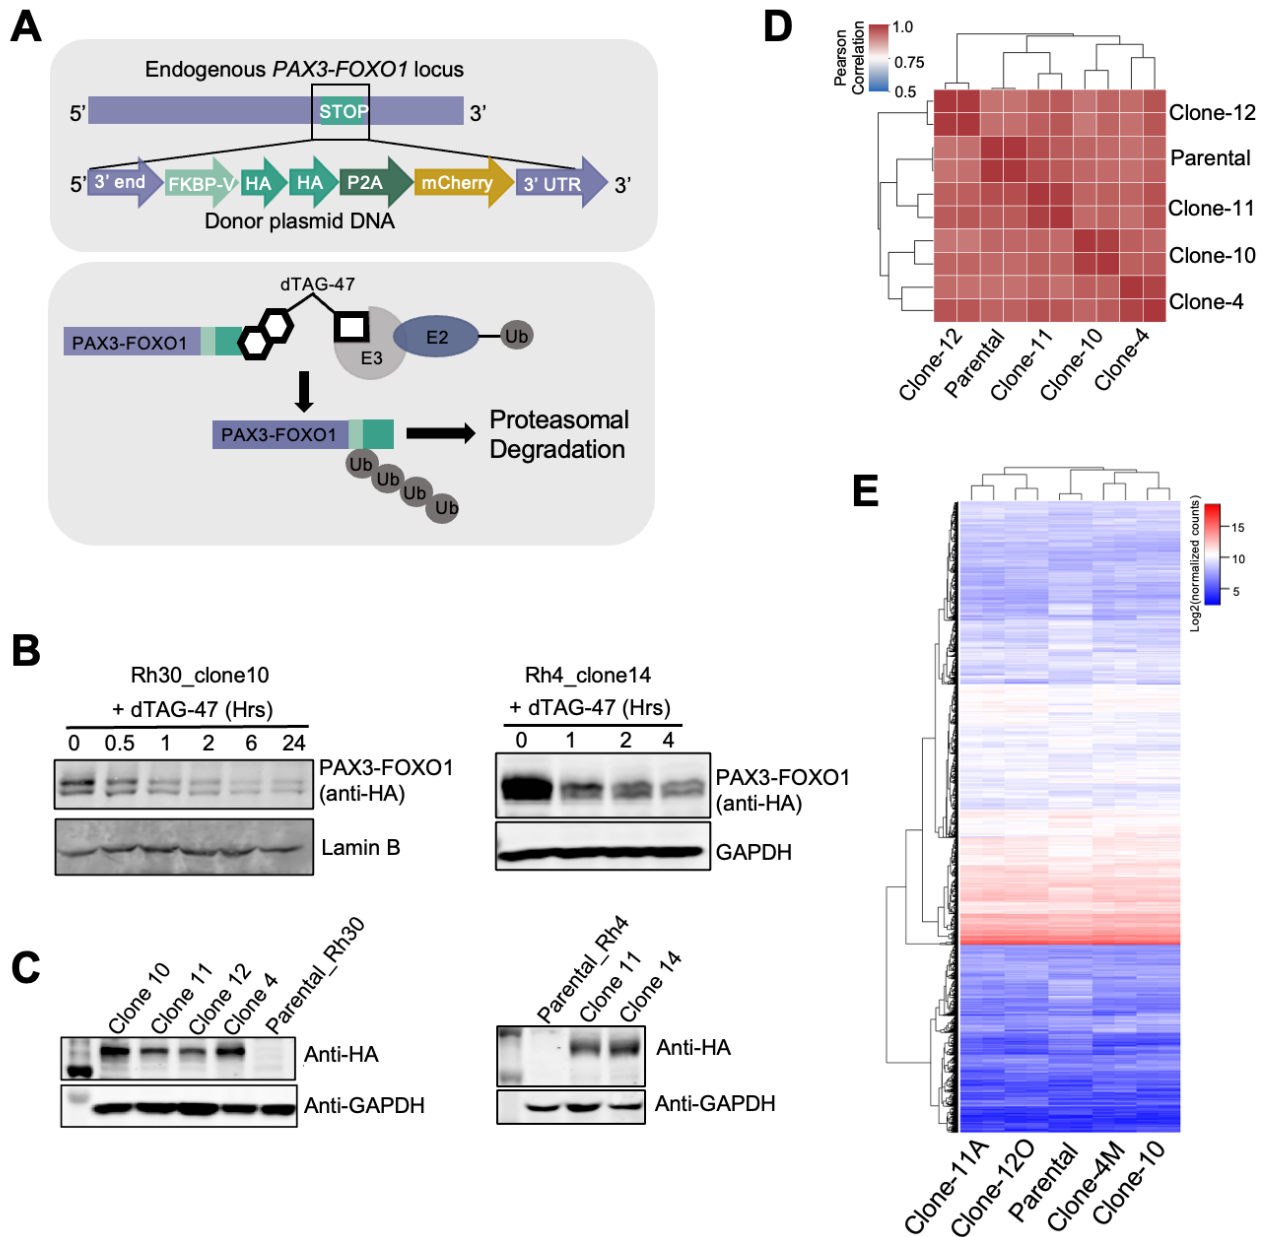 A
Endogenous PAX3-FOXO1 locus
5’ STOP 3’
5’ 3’ end FKBP-V HA HA P2A mCherry 3’ UTR 3’
Donor plasmid DNA
dTAG-47
PAX3-FOXO1 E3 E2 Ub
PAX3-FOXO1
Ub Ub Ub Ub
Proteasomal
Degradation
B
Rh30_clone10
+ dTAG-47 (Hrs)
0 0.5 1 2 6 24
PAX3-FOXO1
(anti-HA)
Lamin B
Rh4_clone14
+ dTAG-47 (Hrs)
0 1 2 4
PAX3-FOXO1
(anti-HA)
GAPDH
C
Clone 10 Clone 11 Clone 12 Clone 4 Parental_Rh30
Anti-HA
Anti-GAPDH
Parental_Rh4 Clone 11 Clone 14
Anti-HA
Anti-GAPDH
D
Pearson
Correlation
1.0
0.75
0.5
Clone-12
Parental
Clone-11
Clone-10
Clone-4
Clone-12 Parental Clone-11 Clone-10 Clone-4
E
Log2(normalized counts)
15
10
5
Clone-11A Clone-12O Parental Clone-4M Clone-10